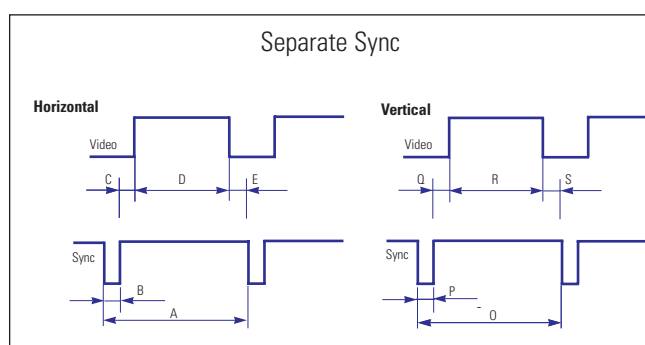 Separate Sync
Horizontal
Video
C
D
E
Sync
B
A
Vertical
Video
Q
R
S
Sync
P
O